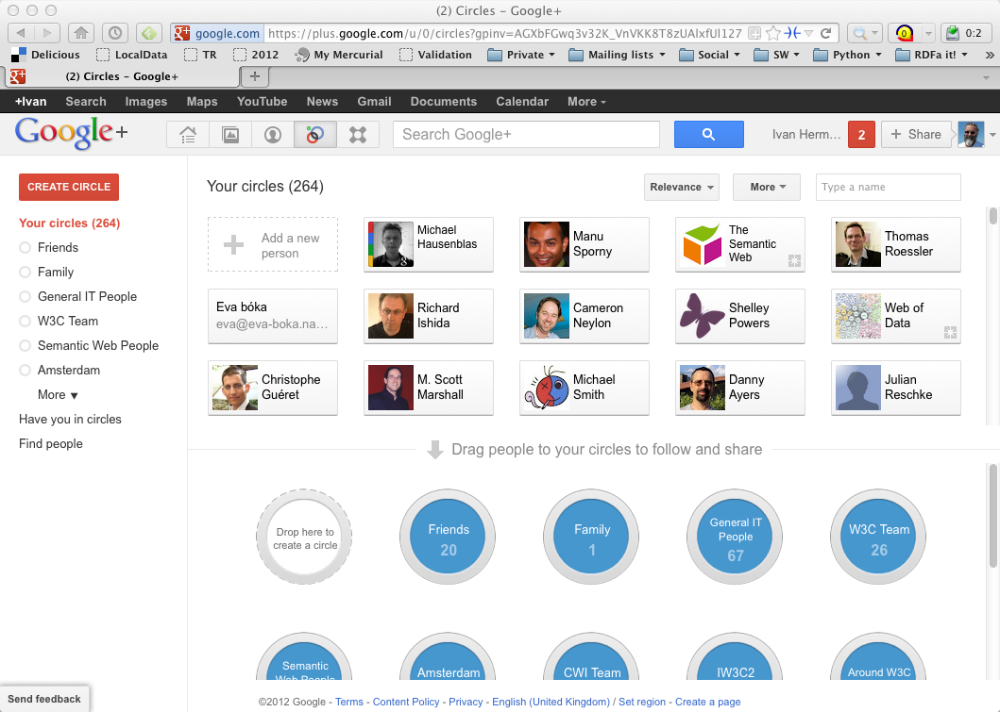 (2) Circles – Google+
google.com https://plus.google.com/u/0/circles?gpinv=AGXbFGwq3v32K_VnVKK8T8zUAlxfUl127
0:2
Delicious LocalData TR 2012 My Mercurial Validation Private Mailing lists Social SW Python RDFa it! »
(2) Circles – Google+
+Ivan Search Images Maps YouTube News Gmail Documents Calendar More
Google+
Search Google+
Ivan Herm... 2 + Share
CREATE CIRCLE
Your circles (264)
Friends
Family
General IT People
W3C Team
Semantic Web People
Amsterdam
More
Have you in circles
Find people
Your circles (264)
Relevance More Type a name
Add a new
person
Michael
Hausenblas
Manu
Sporny
The
Semantic
Web
Thomas
Roessler
Eva bóka
eva@eva-boka.na...
Richard
Ishida
Cameron
Neylon
Shelley
Powers
Web of
Data
Christophe
Guéret
M. Scott
Marshall
Michael
Smith
Danny
Ayers
Julian
Reschke
Drag people to your circles to follow and share
Drop here to
create a circle
Friends
20
Family
1
General IT
People
67
W3C Team
26
Semantic
Web People
Amsterdam
CWI Team
IW3C2
Around W3C
Send feedback
©2012 Google - Terms - Content Policy - Privacy - English (United Kingdom) / Set region - Create a page